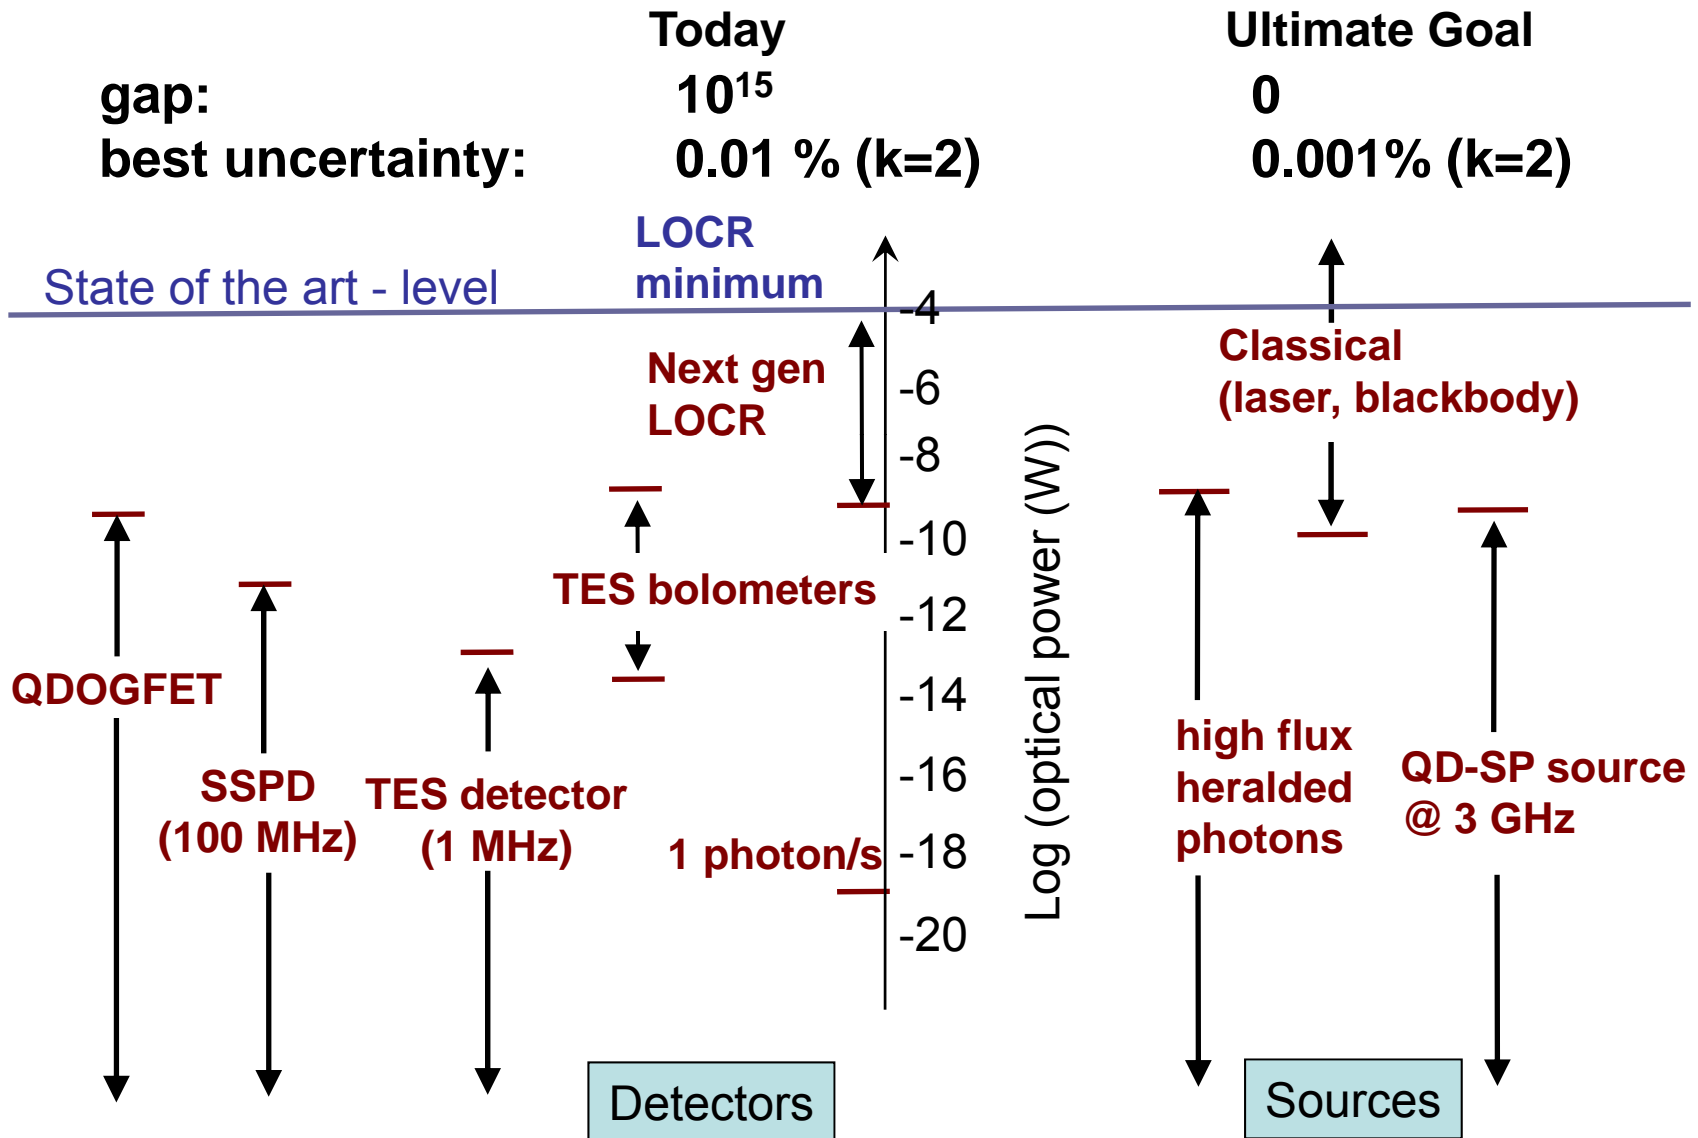 Today Ultimate Goal
gap: 10¹⁵ 0
best uncertainty: 0.01 % (k=2) 0.001% (k=2)
LOCR
minimum
State of the art - level
-4
-6
-8
-10
-12
-14
-16
-18
-20
Log (optical power (W))
Next gen
LOCR
TES bolometers
QDOGFET
SSPD
(100 MHz)
TES detector
(1 MHz)
1 photon/s
Classical
(laser, blackbody)
high flux
heralded
photons
QD-SP source
@ 3 GHz
Detectors
Sources